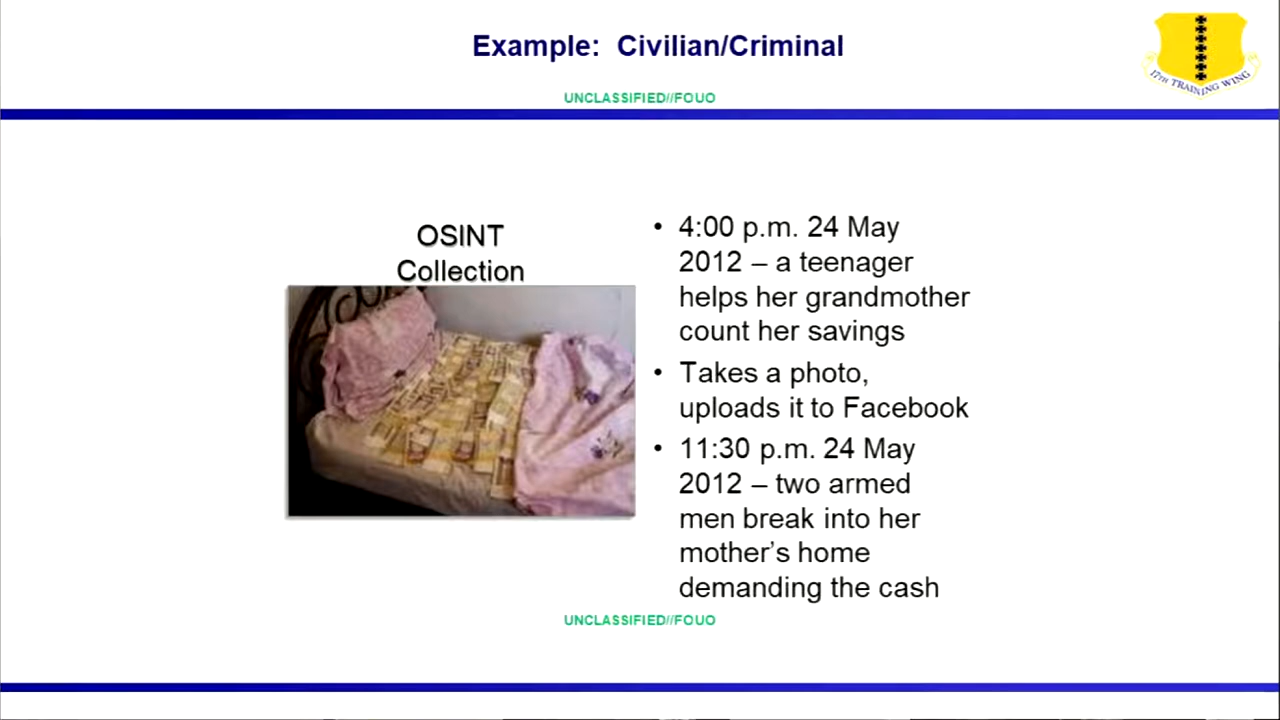 Example:  Civilian/Criminal
17TH TRAINING WING
UNCLASSIFIED//FOUO
OSINT
Collection
• 4:00 p.m. 24 May
2012 – a teenager
helps her grandmother
count her savings
• Takes a photo,
uploads it to Facebook
• 11:30 p.m. 24 May
2012 – two armed
men break into her
mother’s home
demanding the cash
UNCLASSIFIED//FOUO